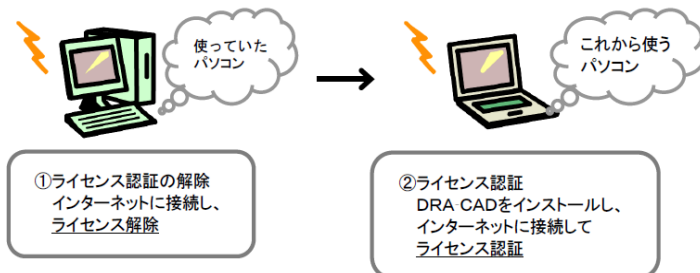 使っていた
パソコン
これから使う
パソコン
①ライセンス認証の解除
インターネットに接続し、
ライセンス解除
②ライセンス認証
DRA-CADをインストールし、
インターネットに接続して
ライセンス認証